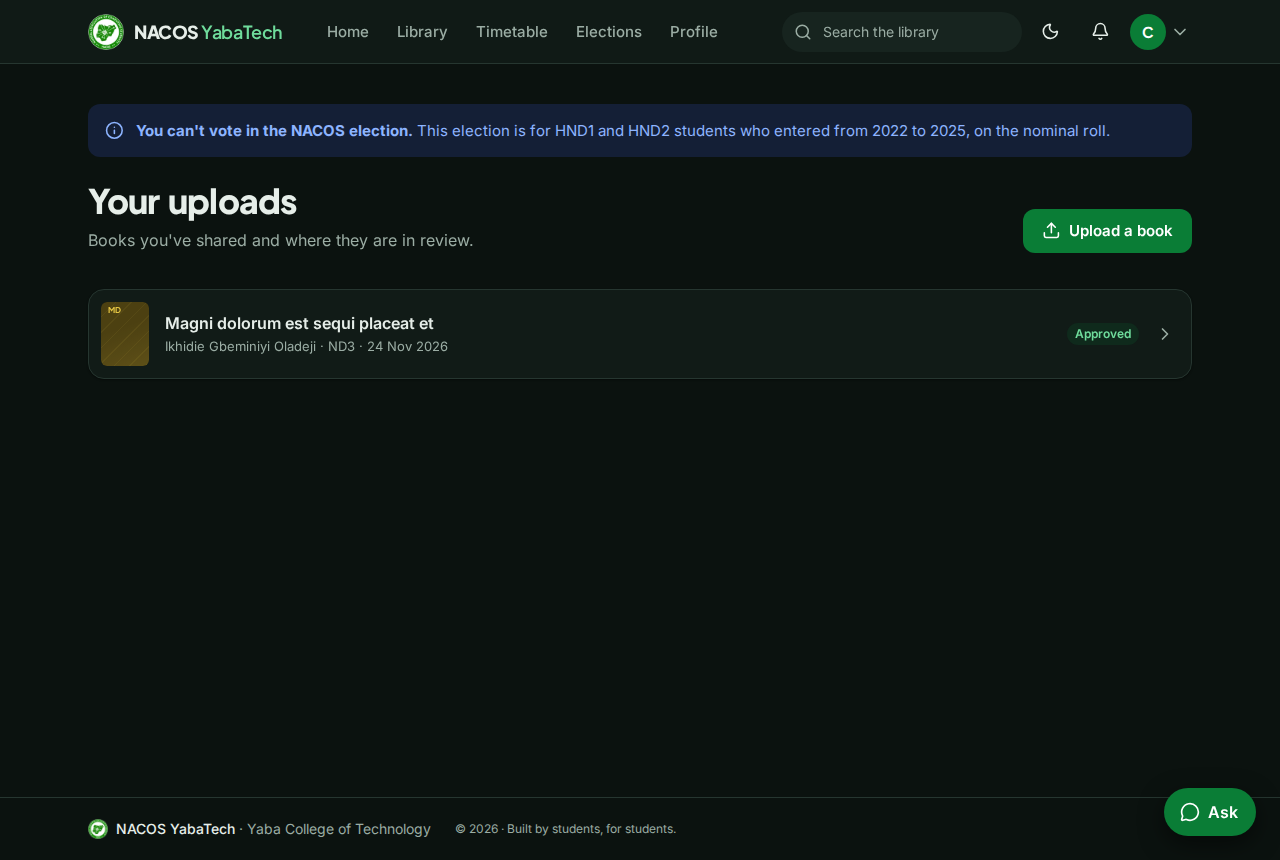 NACOS YabaTech
Home
Library
Timetable
Elections
Profile
Search the library
C
You can't vote in the NACOS election. This election is for HND1 and HND2 students who entered from 2022 to 2025, on the nominal roll.
Your uploads
Books you've shared and where they are in review.
Upload a book
MD
Magni dolorum est sequi placeat et
Ikhidie Gbeminiyi Oladeji · ND3 · 24 Nov 2026
Approved
NACOS YabaTech · Yaba College of Technology
© 2026 · Built by students, for students.
Ask